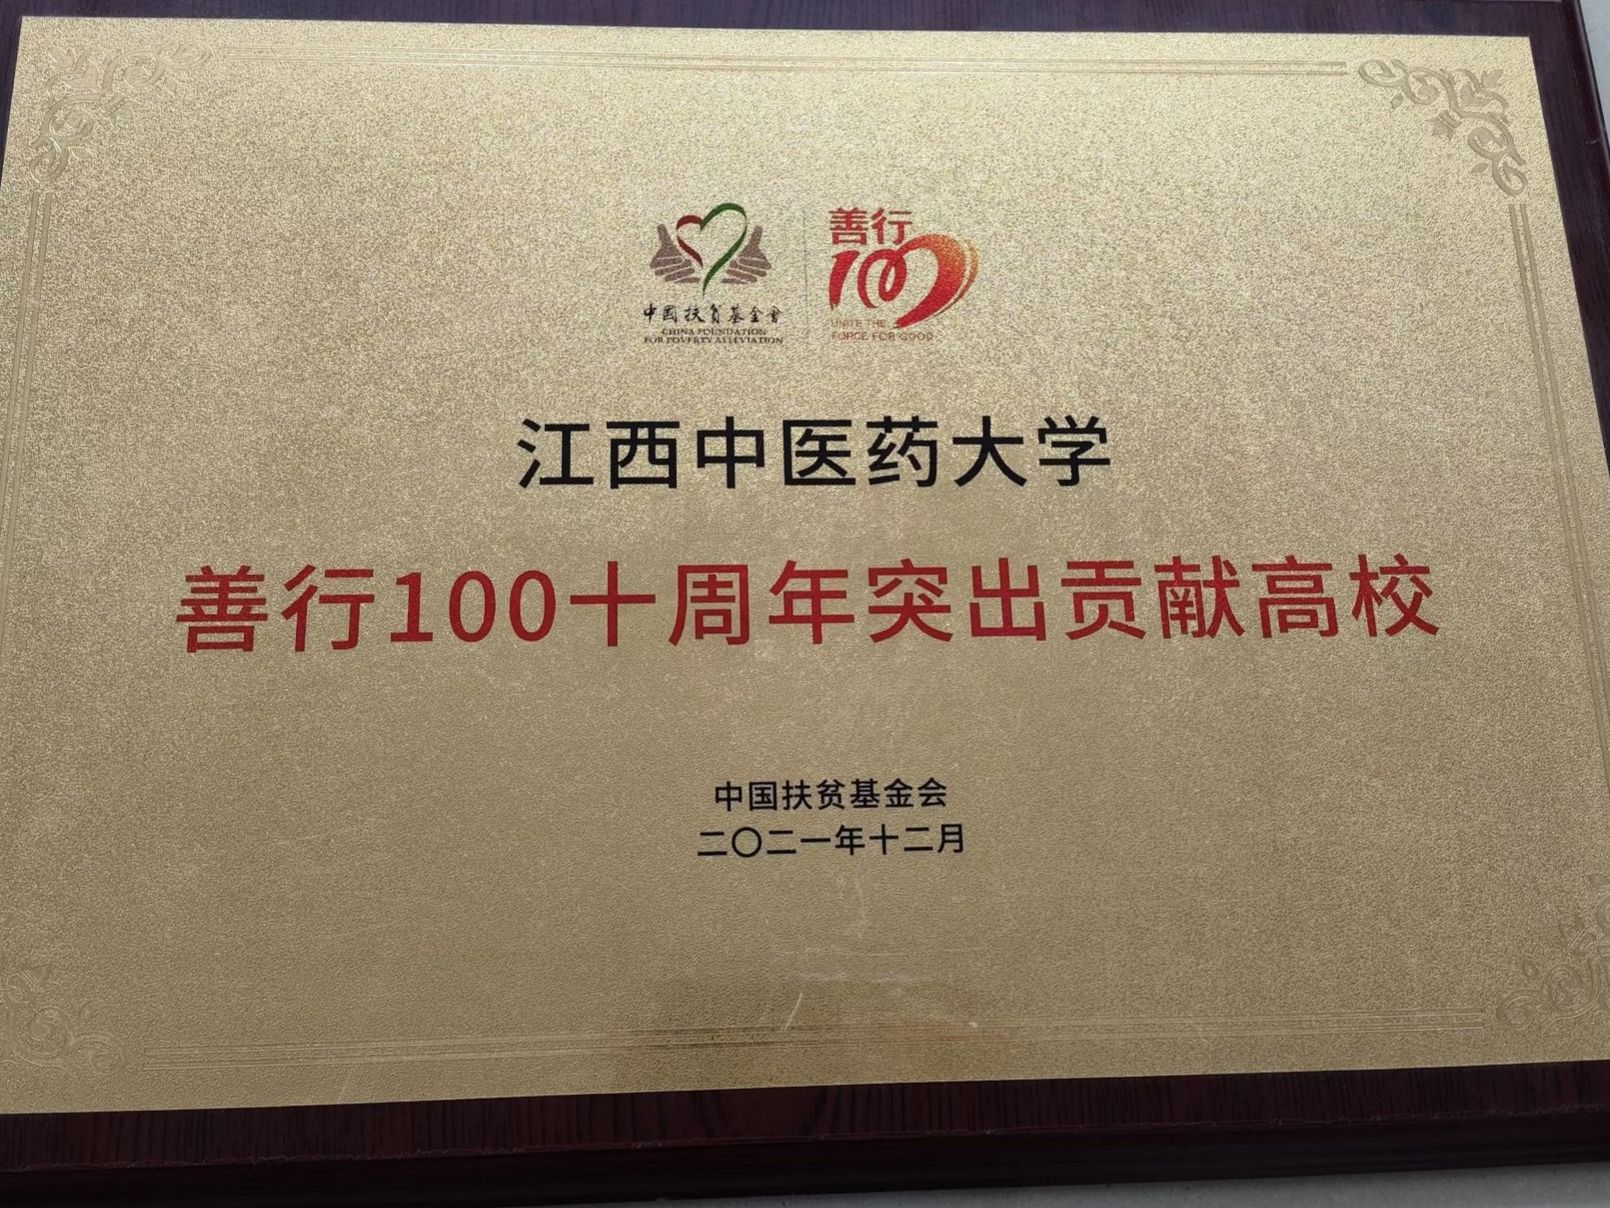 中国扶贫基金會
CHINA FOUNDATION
FOR POVERTY ALLEVIATION
善行
100
UNITE THE
FORCE FOR GOOD
江西中医药大学
善行100十周年突出贡献高校
中国扶贫基金会
二〇二一年十二月